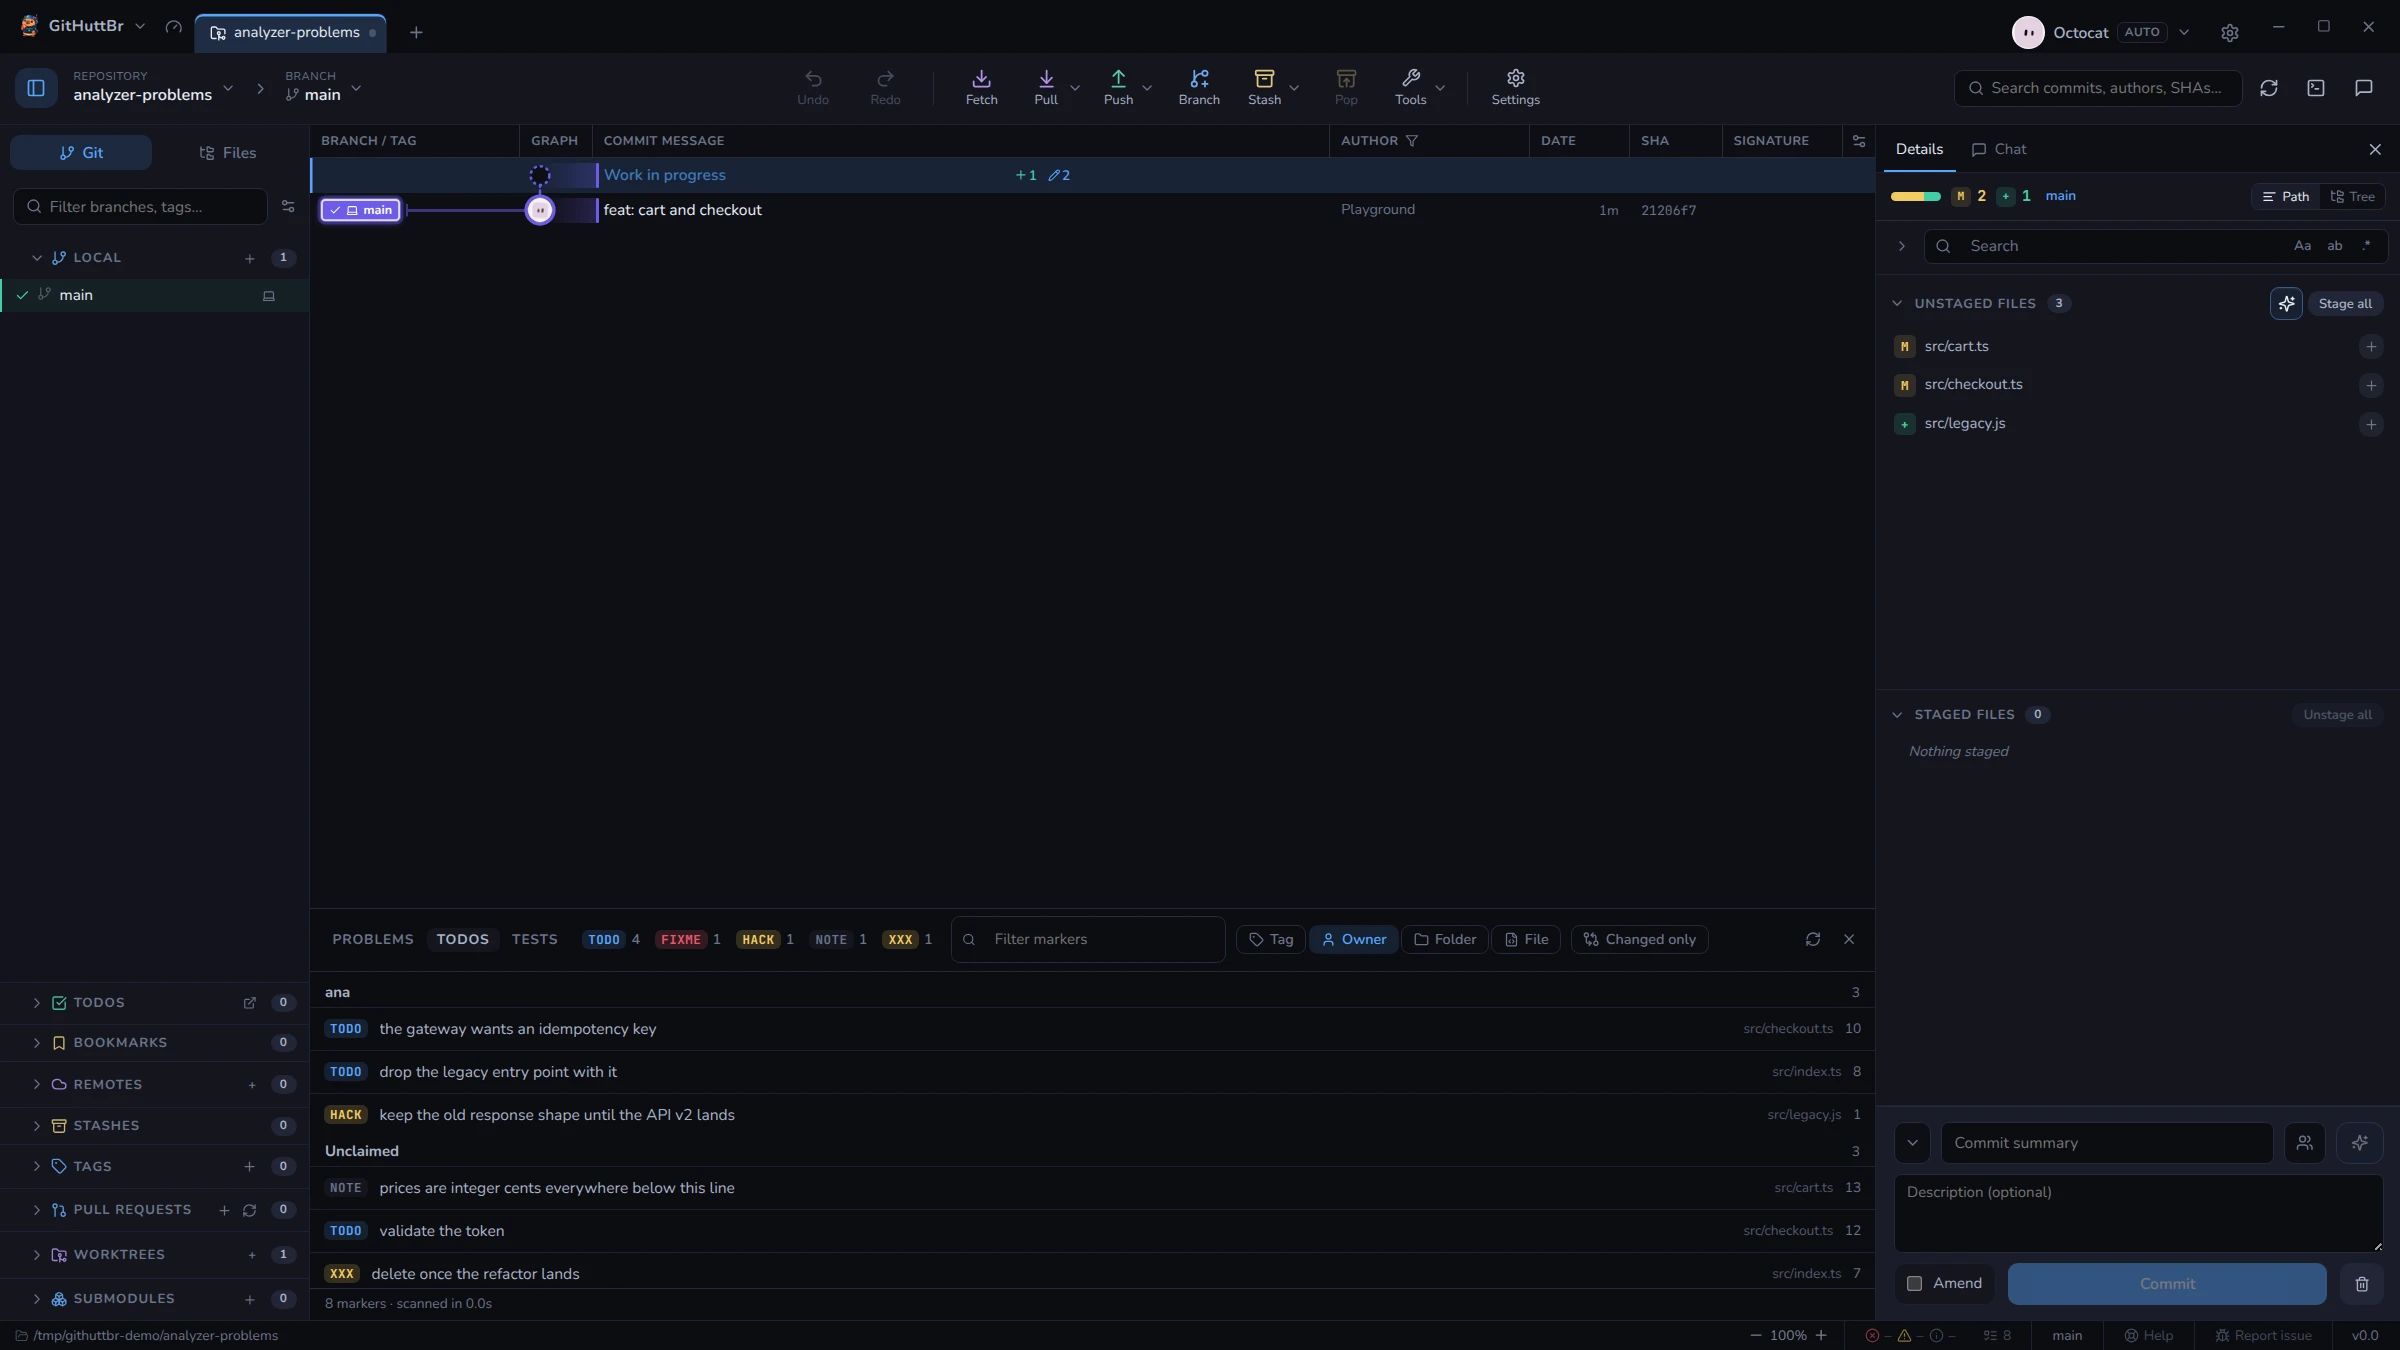 GitHuttBr
analyzer-problems
Octocat AUTO
REPOSITORY
analyzer-problems
BRANCH
main
Undo
Redo
Fetch
Pull
Push
Branch
Stash
Pop
Tools
Settings
Search commits, authors, SHAs...
Git
Files
Filter branches, tags...
LOCAL 1
main
BRANCH / TAG GRAPH COMMIT MESSAGE AUTHOR DATE SHA SIGNATURE
Work in progress +1 2
main feat: cart and checkout Playground 1m 21206f7
Details Chat
M 2 + 1 main Path Tree
Search Aa ab .*
UNSTAGED FILES 3 Stage all
M src/cart.ts
M src/checkout.ts
+ src/legacy.js
STAGED FILES 0 Unstage all
Nothing staged
TODOS 0
BOOKMARKS 0
REMOTES 0
STASHES 0
TAGS 0
PULL REQUESTS 0
WORKTREES 1
SUBMODULES 0
PROBLEMS TODOS TESTS TODO 4 FIXME 1 HACK 1 NOTE 1 XXX 1 Filter markers Tag Owner Folder File Changed only
ana 3
TODO the gateway wants an idempotency key src/checkout.ts 10
TODO drop the legacy entry point with it src/index.ts 8
HACK keep the old response shape until the API v2 lands src/legacy.js 1
Unclaimed 3
NOTE prices are integer cents everywhere below this line src/cart.ts 13
TODO validate the token src/checkout.ts 12
XXX delete once the refactor lands src/index.ts 7
8 markers · scanned in 0.0s
Commit summary
Description (optional)
Amend
Commit
/tmp/githuttbr-demo/analyzer-problems
100%
– – –
8
main
Help
Report issue
v0.0